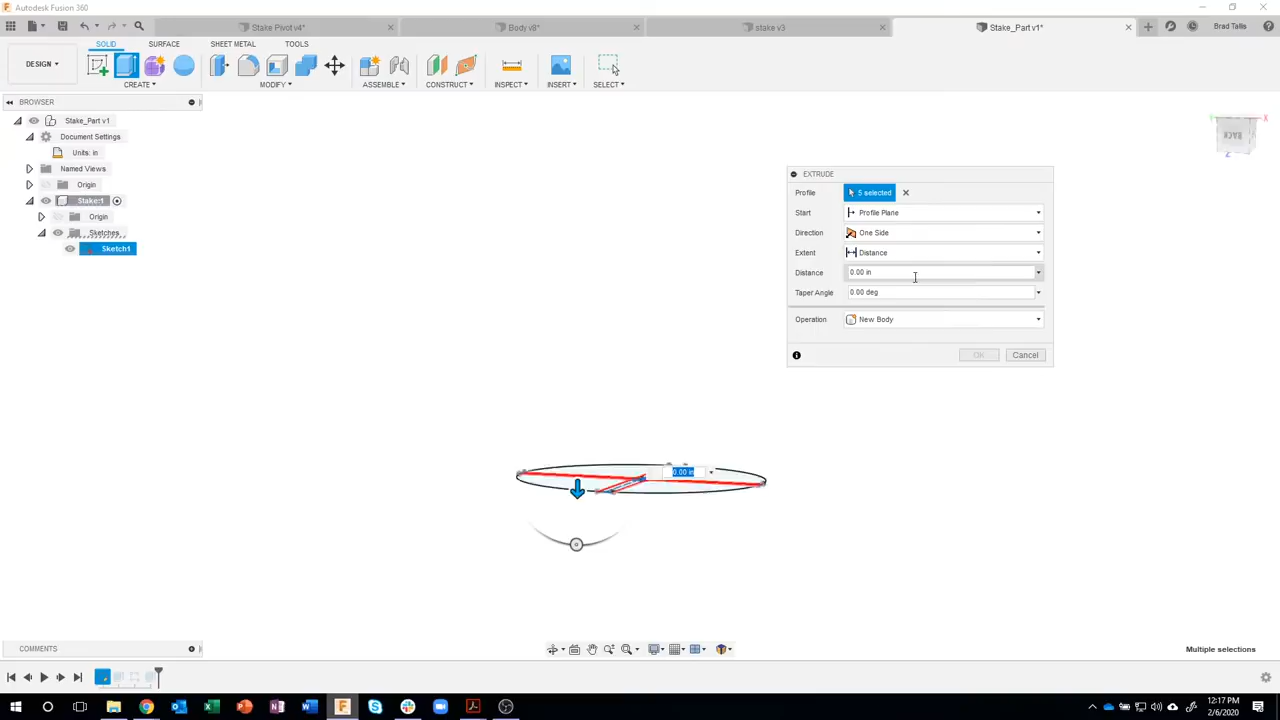 Autodesk Fusion 360
Stake Pivot v4*
Body v8*
stake v3
Stake_Part v1*
Brad Tallis
SOLID
SURFACE
SHEET METAL
TOOLS
DESIGN
CREATE
MODIFY
ASSEMBLE
CONSTRUCT
INSPECT
INSERT
SELECT
BROWSER
Stake_Part v1
Document Settings
Units: in
Named Views
Origin
Stake:1
Origin
Sketches
Sketch1
BACK
X
Z
EXTRUDE
Profile 5 selected
Start Profile Plane
Direction One Side
Extent Distance
Distance 0.00 in
Taper Angle 0.00 deg
Operation New Body
OK Cancel
0.00 in
COMMENTS
Multiple selections
12:17 PM
2/6/2020